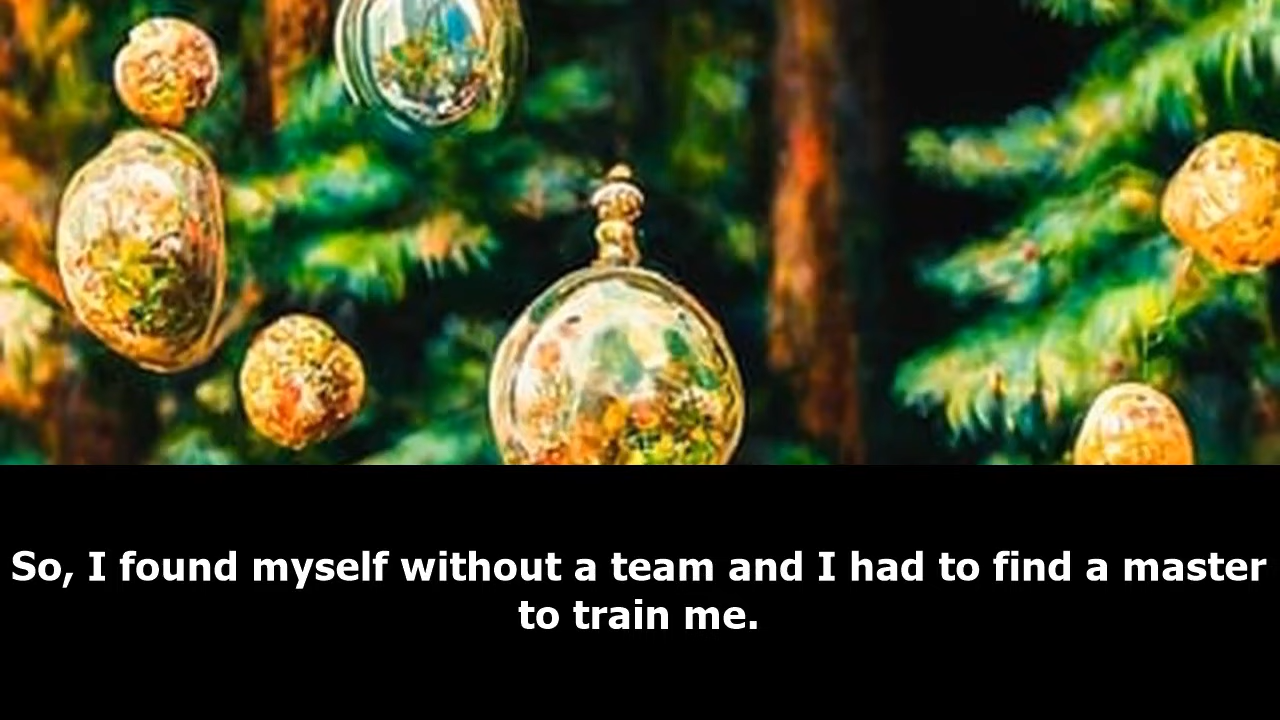 So, I found myself without a team and I had to find a master
to train me.